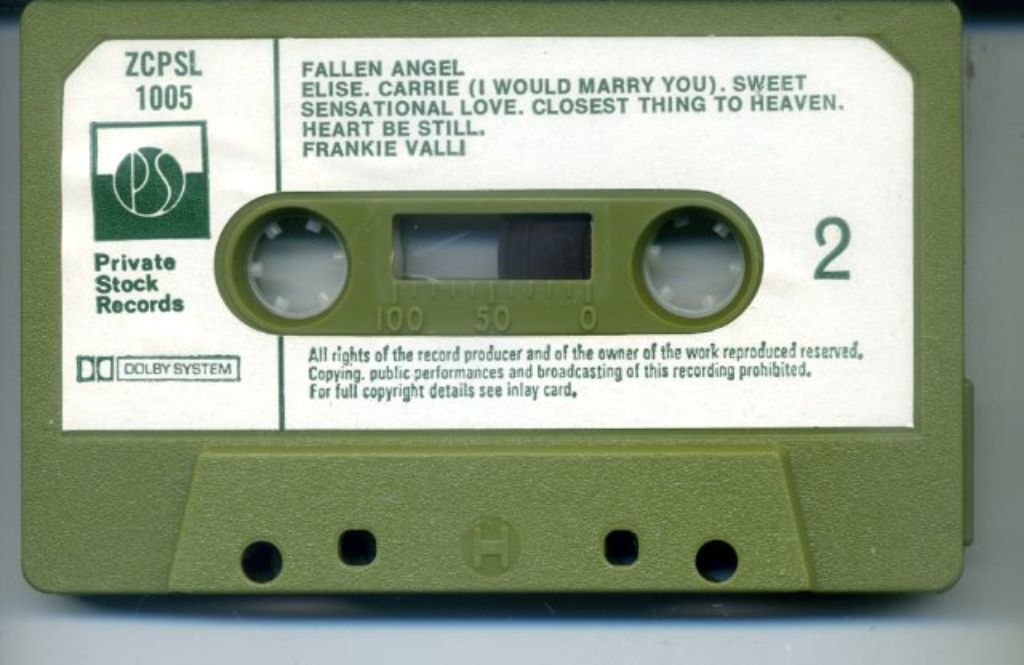 ZCPSL
1005
PS
Private
Stock
Records
DOLBY SYSTEM
FALLEN ANGEL
ELISE. CARRIE (I WOULD MARRY YOU). SWEET
SENSATIONAL LOVE. CLOSEST THING TO HEAVEN.
HEART BE STILL.
FRANKIE VALLI
2
100 50 0
All rights of the record producer and of the owner of the work reproduced reserved.
Copying. public performances and broadcasting of this recording prohibited.
For full copyright details see inlay card.
H